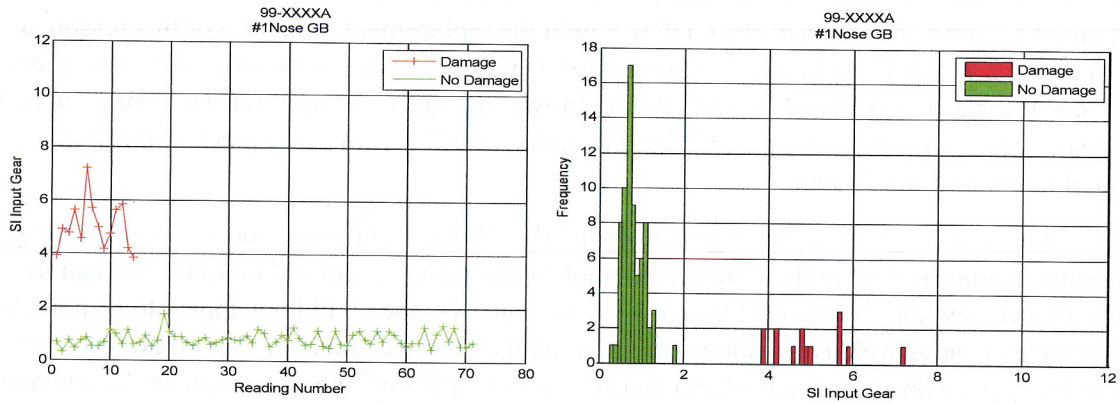 99-XXXXA
#1Nose GB
12
10
8
6
4
2
0
SI Input Gear
Damage
No Damage
0 10 20 30 40 50 60 70 80
Reading Number
99-XXXXA
#1Nose GB
18
16
14
12
10
8
6
4
2
0
Frequency
Damage
No Damage
0 2 4 6 8 10 12
SI Input Gear